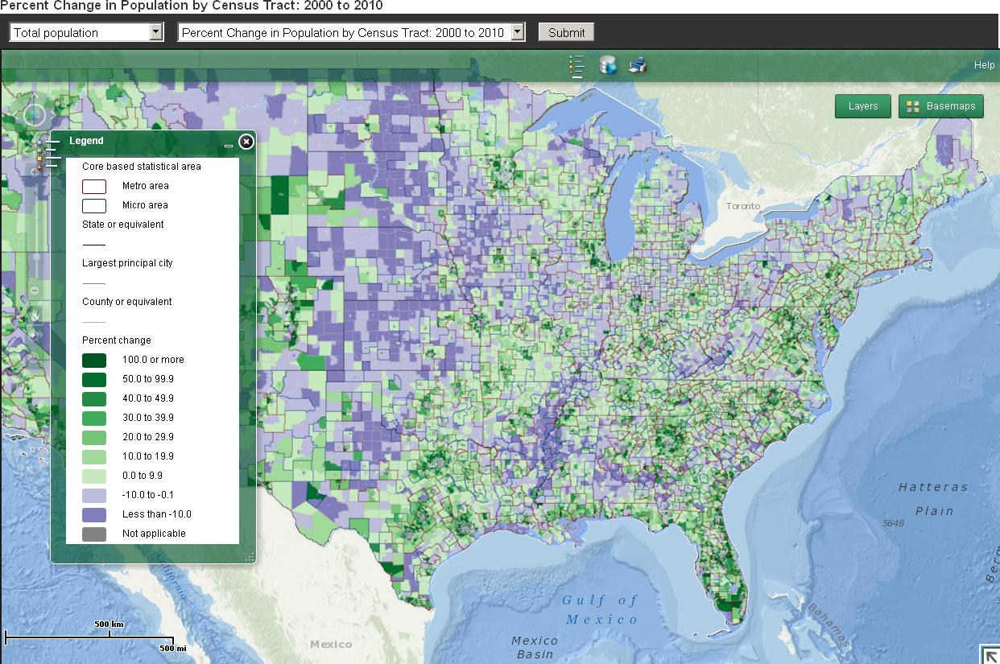 Percent Change in Population by Census Tract: 2000 to 2010
Total population
Percent Change in Population by Census Tract: 2000 to 2010
Submit
Help
Layers
Basemaps
Legend
Core based statistical area
Metro area
Micro area
State or equivalent
Largest principal city
County or equivalent
Percent change
100.0 or more
50.0 to 99.9
40.0 to 49.9
30.0 to 39.9
20.0 to 29.9
10.0 to 19.9
0.0 to 9.9
-10.0 to -0.1
Less than -10.0
Not applicable
Toronto
Hatteras
Plain
5648
Gulf of
Mexico
Mexico
Basin
Mexico
California
Bahamas
Berm
500 km
500 mi